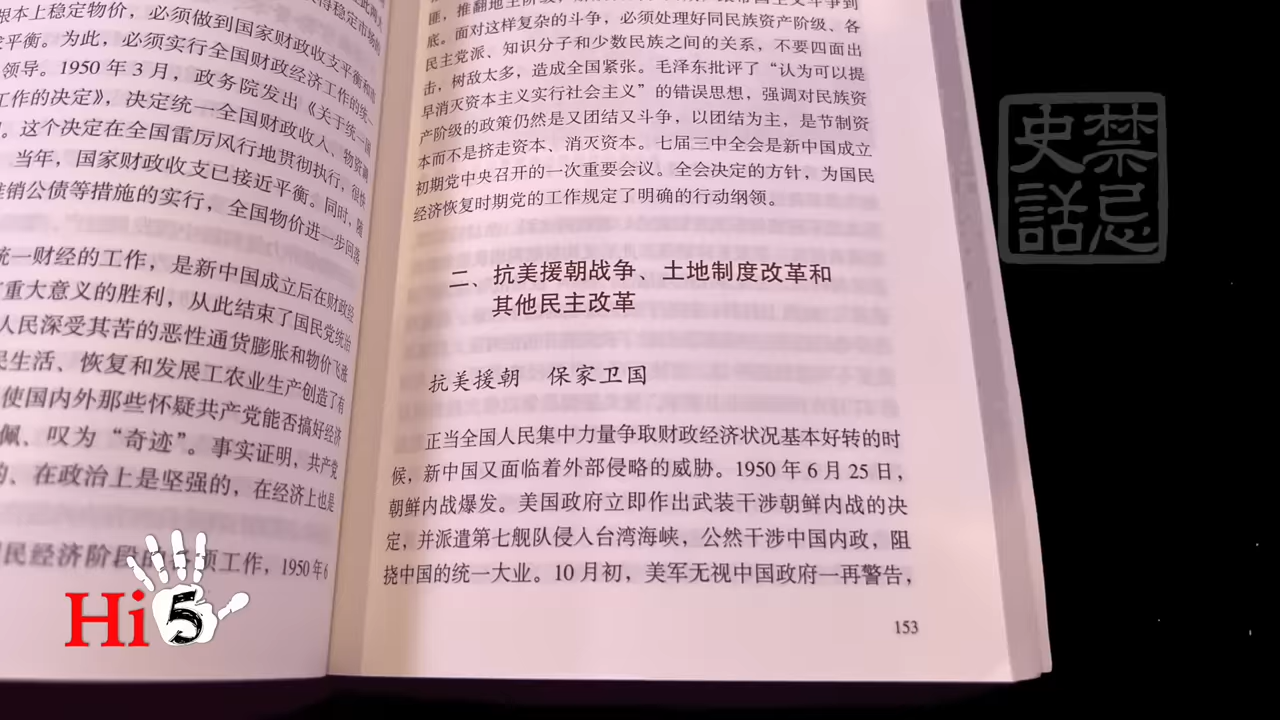 根本上稳定物价，必须做到国家财政收支平衡和
平衡。为此，必须实行全国财政经济工作的统一
领导。1950年3月，政务院发出《关于统一国
工作的决定》，决定统一全国财政收入、物资调
。这个决定在全国雷厉风行地贯彻执行，很快
当年，国家财政收支已接近平衡。同时，随
推销公债等措施的实行，全国物价进一步回落
统一财经的工作，是新中国成立后在财政经
重大意义的胜利，从此结束了国民党统治
人民深受其苦的恶性通货膨胀和物价飞涨
民生活、恢复和发展工农业生产创造了有
使国内外那些怀疑共产党能否搞好经济
佩、叹为“奇迹”。事实证明，共产党
的、在政治上是坚强的，在经济上也是
民经济阶段的各项工作，1950年6
匪，推翻地主阶级，
底。面对这样复杂的斗争，必须处理好同民族资产阶级、各
民主党派、知识分子和少数民族之间的关系，不要四面出
击，树敌太多，造成全国紧张。毛泽东批评了“认为可以提
早消灭资本主义实行社会主义”的错误思想，强调对民族资
产阶级的政策仍然是又团结又斗争，以团结为主，是节制资
本而不是挤走资本、消灭资本。七届三中全会是新中国成立
初期党中央召开的一次重要会议。全会决定的方针，为国民
经济恢复时期党的工作规定了明确的行动纲领。
二、抗美援朝战争、土地制度改革和
其他民主改革
抗美援朝 保家卫国
正当全国人民集中力量争取财政经济状况基本好转的时
候，新中国又面临着外部侵略的威胁。1950年6月25日，
朝鲜内战爆发。美国政府立即作出武装干涉朝鲜内战的决
定，并派遣第七舰队侵入台湾海峡，公然干涉中国内政，阻
挠中国的统一大业。10月初，美军无视中国政府一再警告，
153
禁忌
史話
Hi 5